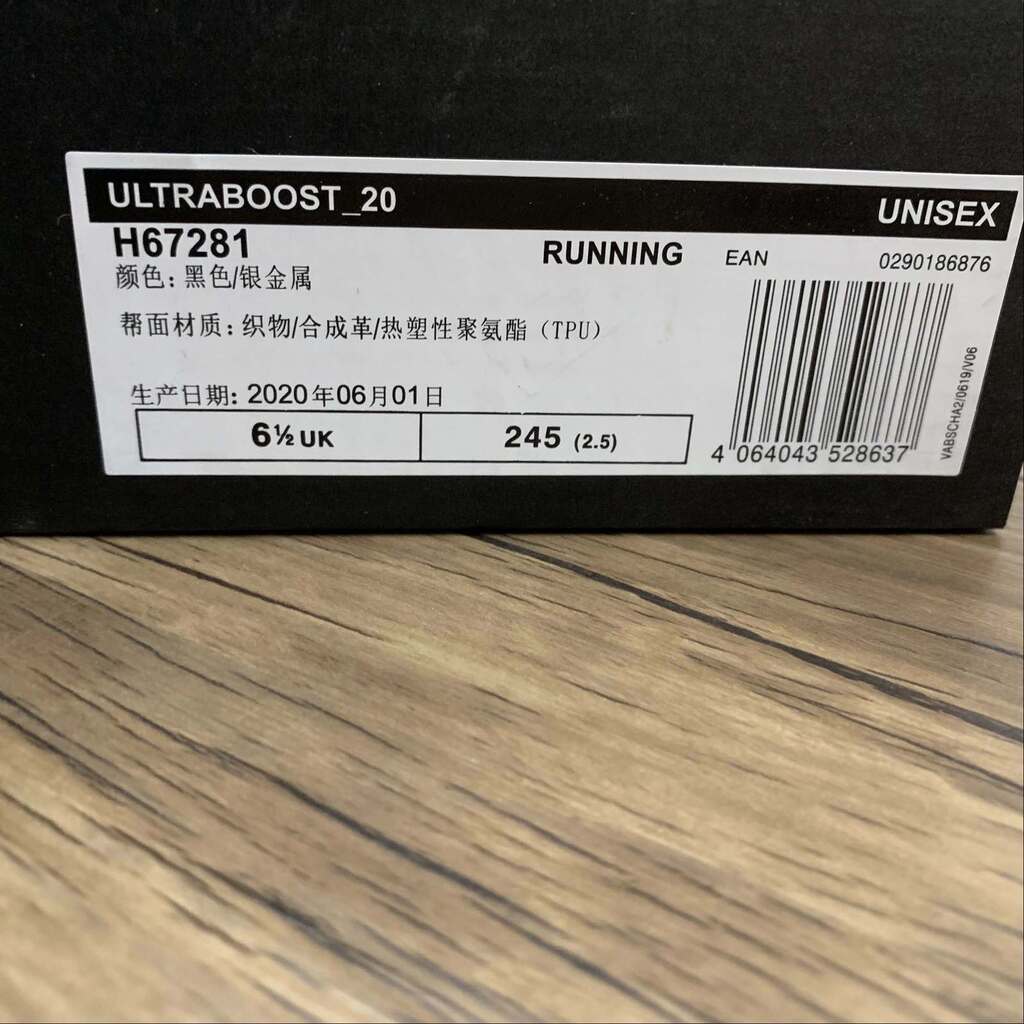 ULTRABOOST_20
UNISEX
H67281
RUNNING
EAN
0290186876
颜色: 黑色/银金属
帮面材质: 织物/合成革/热塑性聚氨酯 (TPU)
生产日期: 2020年06月01日
6½ UK
245 (2.5)
4 064043 528637
VABSCHA2/0619/V06